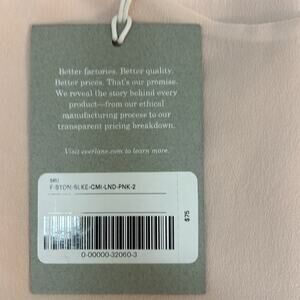 Better factories. Better quality.
Better prices. That's our promise.
We reveal the story behind every
product—from our ethical
manufacturing process to our
transparent pricing breakdown.
Visit everlane.com to learn more.
SKU
F-STDN-SLKE-CMI-LND-PNK-2
$75
0-00000-32060-3